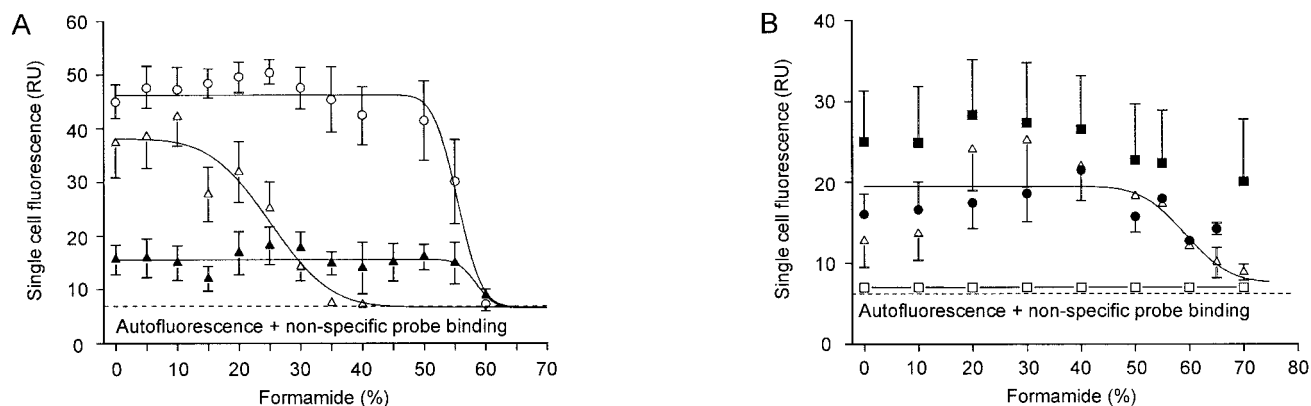 A
Single cell fluorescence (RU)
60
50
40
30
20
10
0
Autofluorescence + non-specific probe binding
0 10 20 30 40 50 60 70
Formamide (%)
B
Single cell fluorescence (RU)
40
30
20
10
0
Autofluorescence + non-specific probe binding
0 10 20 30 40 50 60 70 80
Formamide (%)